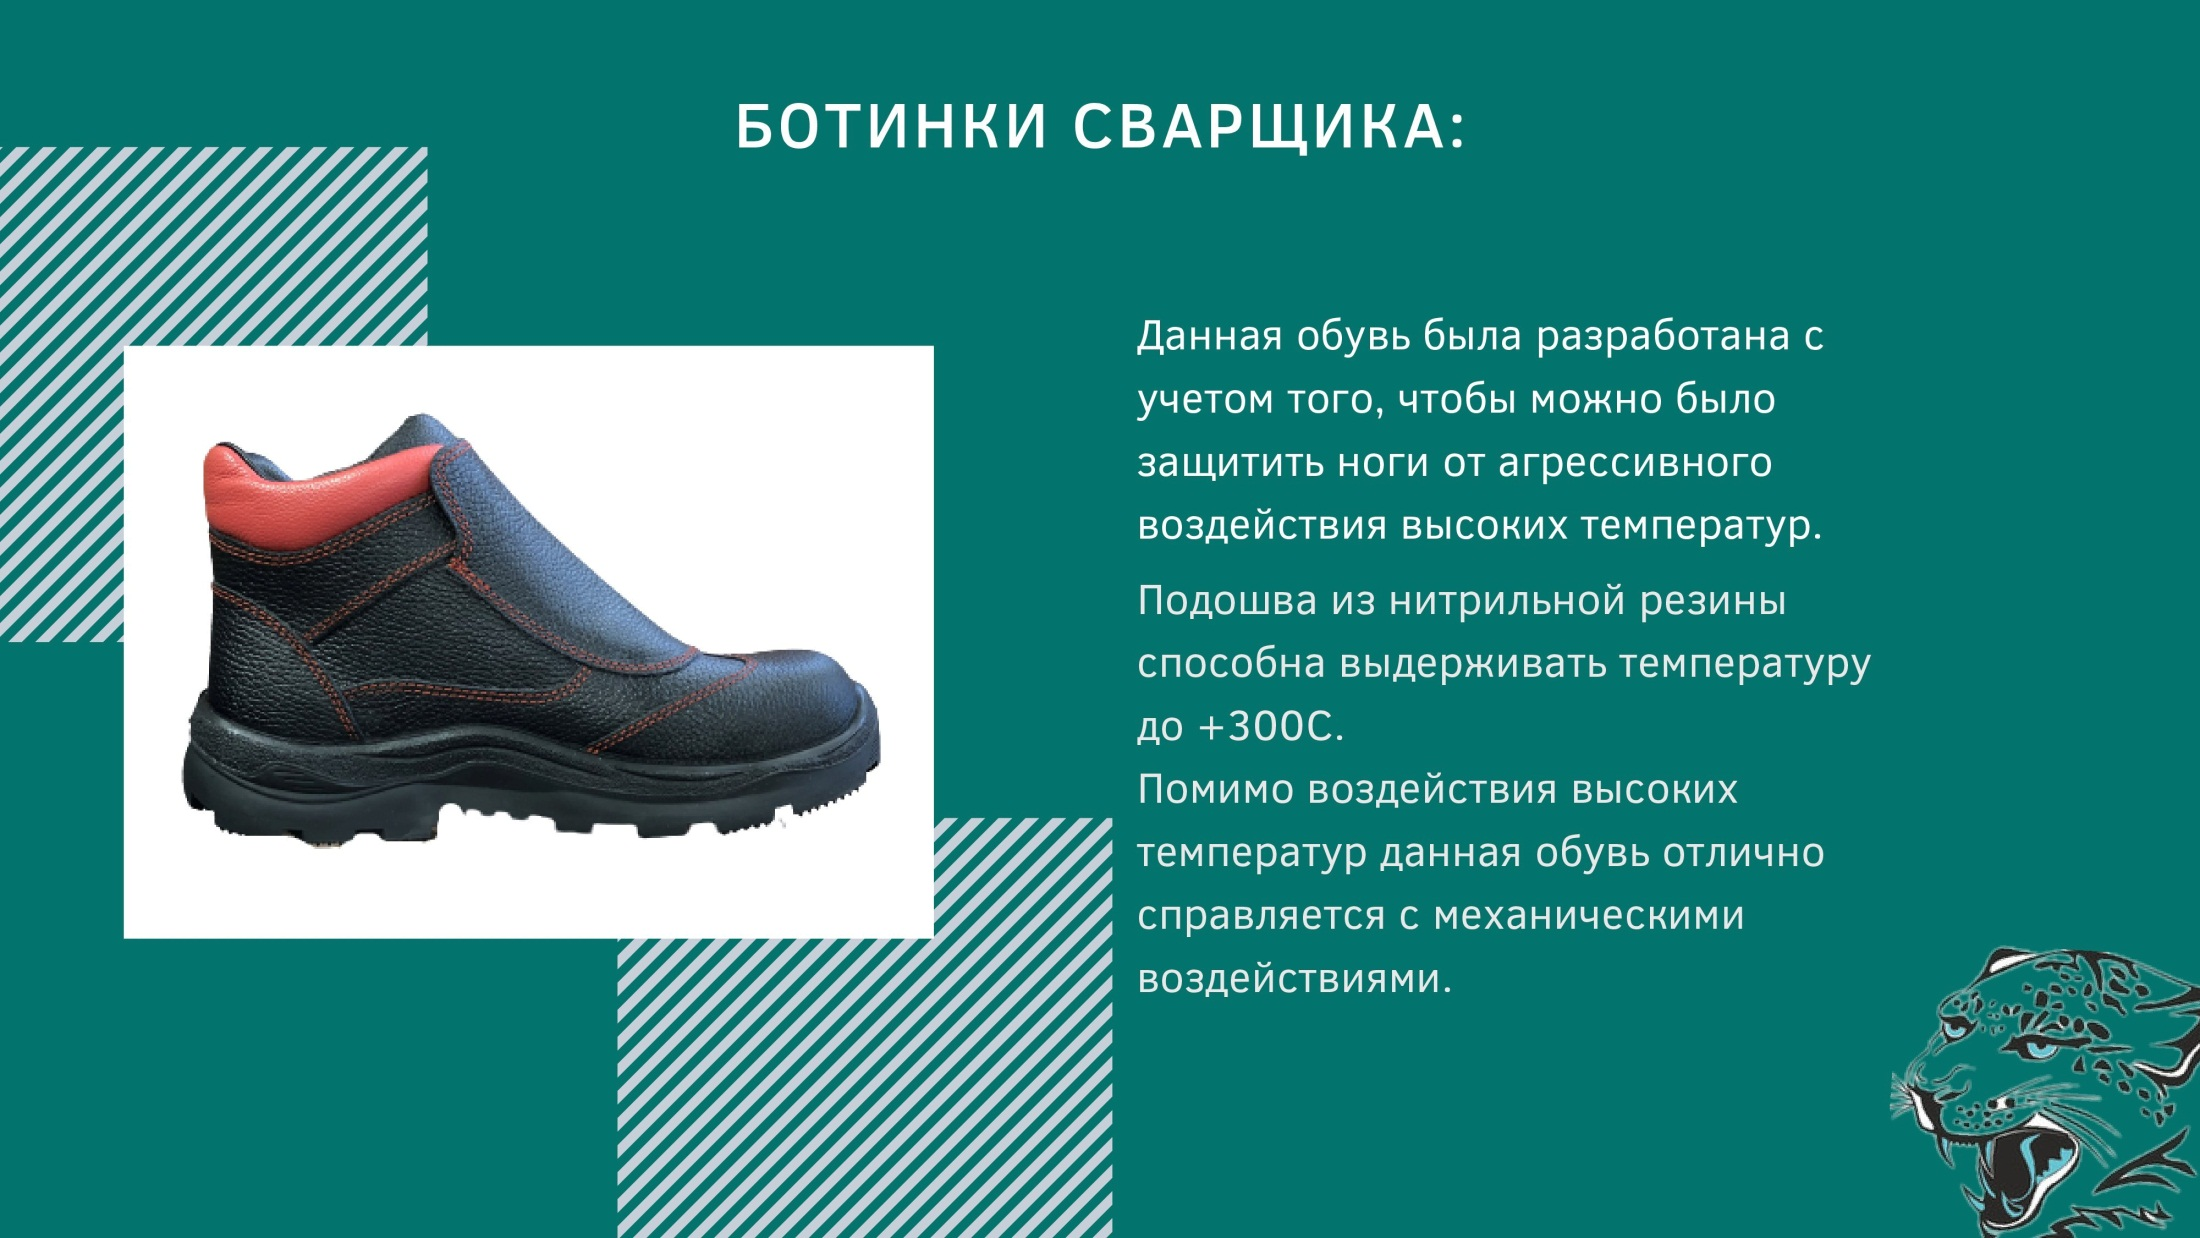 БОТИНКИ СВАРЩИКА:
Данная обувь была разработана с
учетом того, чтобы можно было
защитить ноги от агрессивного
воздействия высоких температур.
Подошва из нитрильной резины
способна выдерживать температуру
до +300С.
Помимо воздействия высоких
температур данная обувь отлично
справляется с механическими
воздействиями.